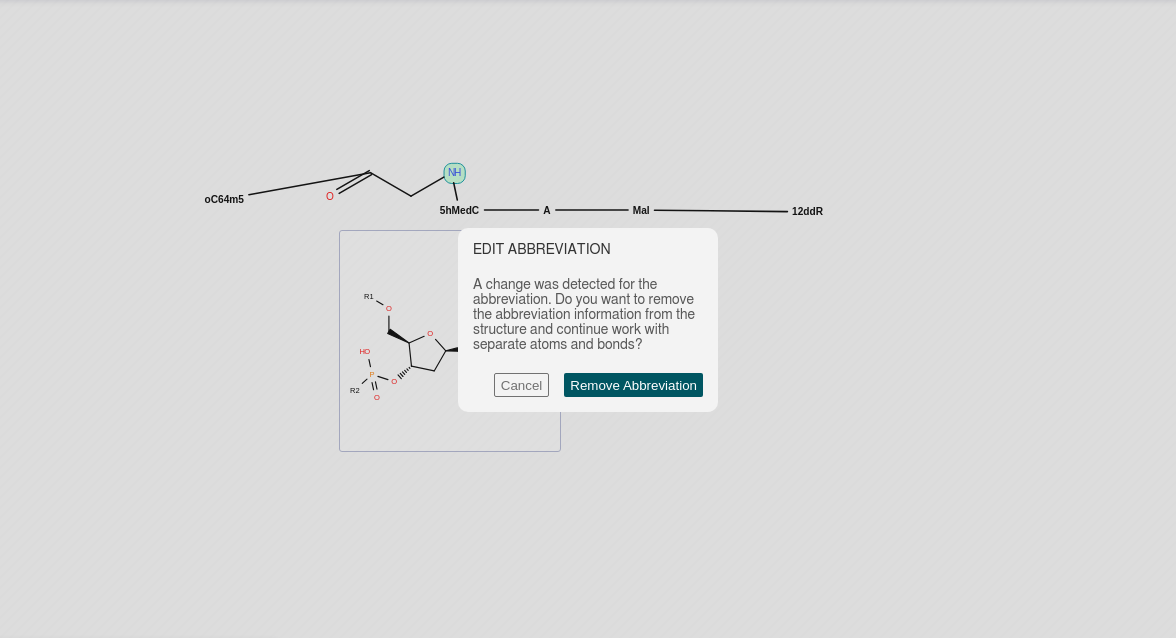 NH
oC64m5
O
5hMedC
A
Mal
12ddR
EDIT ABBREVIATION
A change was detected for the
abbreviation. Do you want to remove
the abbreviation information from the
structure and continue work with
separate atoms and bonds?
Cancel
Remove Abbreviation
R1
O
O
HO
P
O
R2
O